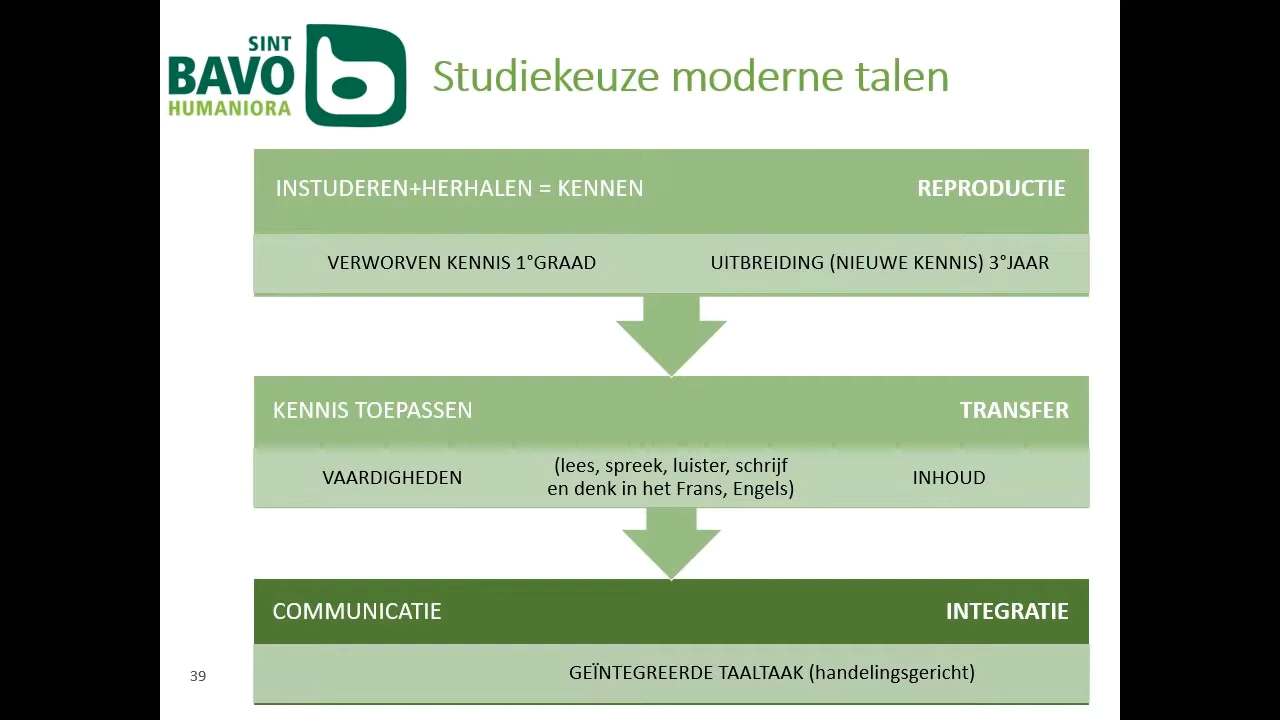 SINT
BAVO
HUMANIORA
Studiekeuze moderne talen
INSTUDEREN+HERHALEN = KENNEN REPRODUCTIE
VERWORVEN KENNIS 1°GRAAD UITBREIDING (NIEUWE KENNIS) 3°JAAR
KENNIS TOEPASSEN TRANSFER
VAARDIGHEDEN
(lees, spreek, luister, schrijf
en denk in het Frans, Engels)
INHOUD
COMMUNICATIE INTEGRATIE
GEÏNTEGREERDE TAALTAAK (handelingsgericht)
39